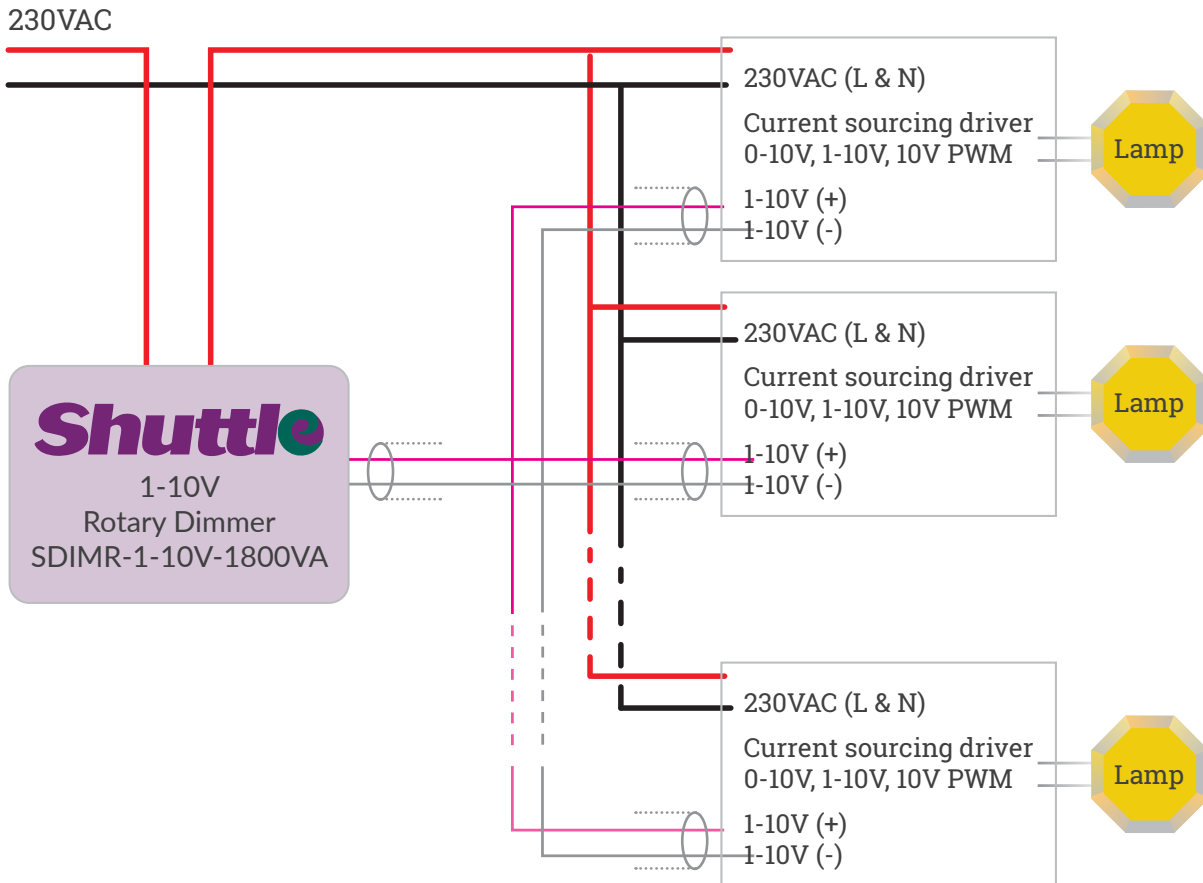 230VAC
230VAC (L & N)
Current sourcing driver
0-10V, 1-10V, 10V PWM
1-10V (+)
1-10V (-)
Lamp
230VAC (L & N)
Current sourcing driver
0-10V, 1-10V, 10V PWM
1-10V (+)
1-10V (-)
Lamp
Shuttle
1-10V
Rotary Dimmer
SDIMR-1-10V-1800VA
230VAC (L & N)
Current sourcing driver
0-10V, 1-10V, 10V PWM
1-10V (+)
1-10V (-)
Lamp